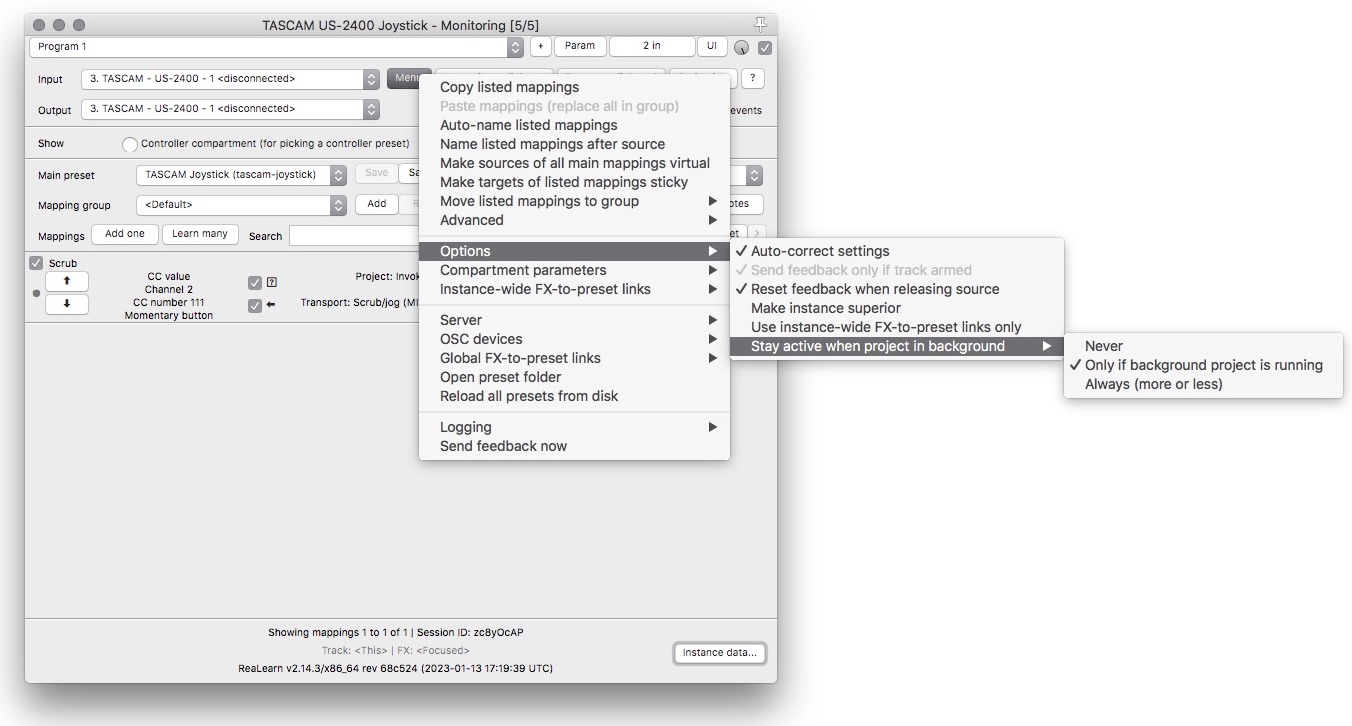 TASCAM US-2400 Joystick - Monitoring [5/5]
Program 1
+
Param
2 in
UI
Input
3. TASCAM - US-2400 - 1 <disconnected>
Menu
?
Output
3. TASCAM - US-2400 - 1 <disconnected>
events
Show
Controller compartment (for picking a controller preset)
Main preset
TASCAM Joystick (tascam-joystick)
Save
Sa
Mapping group
<Default>
Add
R
otes
Mappings
Add one
Learn many
Search
et
>
Scrub
CC value
Channel 2
CC number 111
Momentary button
?
Project: Invok
Transport: Scrub/jog (MI
Copy listed mappings
Paste mappings (replace all in group)
Auto-name listed mappings
Name listed mappings after source
Make sources of all main mappings virtual
Make targets of listed mappings sticky
Move listed mappings to group
Advanced
Options
Compartment parameters
Instance-wide FX-to-preset links
Server
OSC devices
Global FX-to-preset links
Open preset folder
Reload all presets from disk
Logging
Send feedback now
Auto-correct settings
Send feedback only if track armed
Reset feedback when releasing source
Make instance superior
Use instance-wide FX-to-preset links only
Stay active when project in background
Never
Only if background project is running
Always (more or less)
Showing mappings 1 to 1 of 1 | Session ID: zc8yOcAP
Track: <This> | FX: <Focused>
ReaLearn v2.14.3/x86_64 rev 68c524 (2023-01-13 17:19:39 UTC)
Instance data...